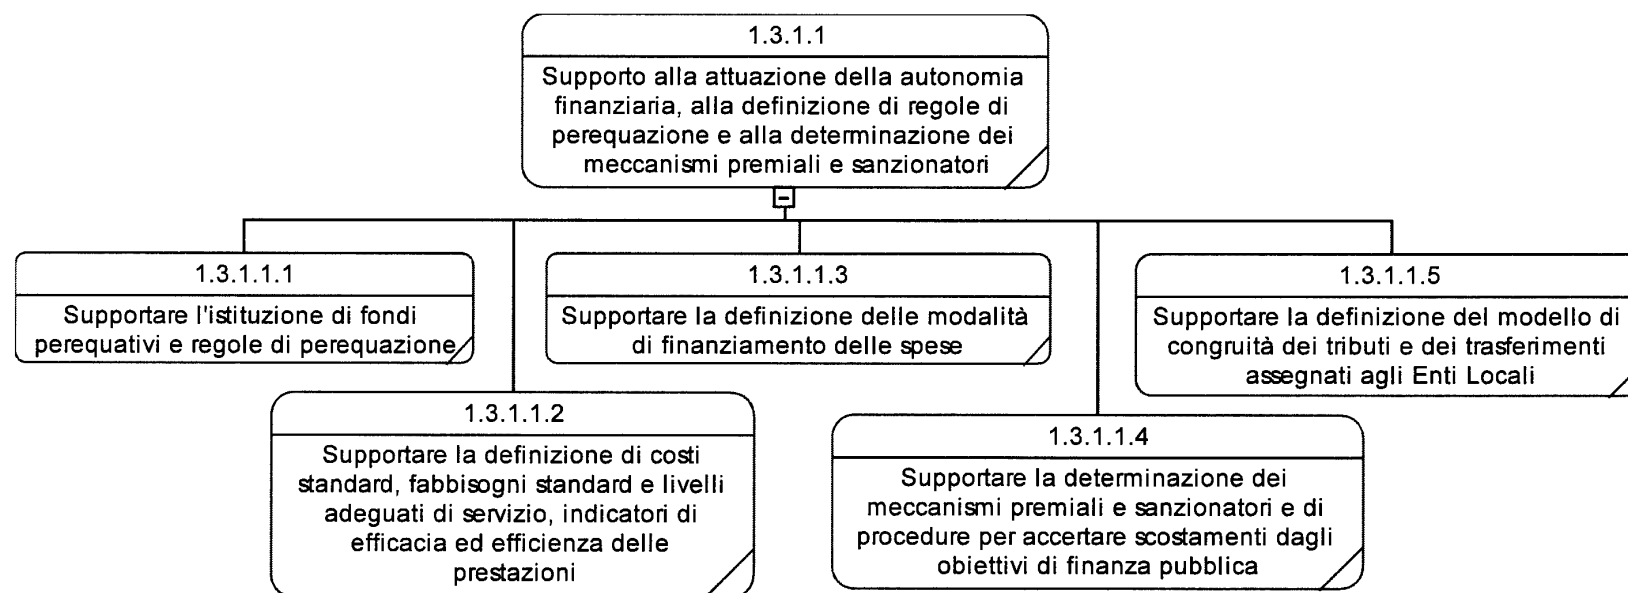 1.3.1.1
Supporto alla attuazione della autonomia
finanziaria, alla definizione di regole di
perequazione e alla determinazione dei
meccanismi premiali e sanzionatori
1.3.1.1.1
Supportare l'istituzione di fondi
perequativi e regole di perequazione
1.3.1.1.2
Supportare la definizione di costi
standard, fabbisogni standard e livelli
adeguati di servizio, indicatori di
efficacia ed efficienza delle
prestazioni
1.3.1.1.3
Supportare la definizione delle modalità
di finanziamento delle spese
1.3.1.1.4
Supportare la determinazione dei
meccanismi premiali e sanzionatori e di
procedure per accertare scostamenti dagli
obiettivi di finanza pubblica
1.3.1.1.5
Supportare la definizione del modello di
congruità dei tributi e dei trasferimenti
assegnati agli Enti Locali